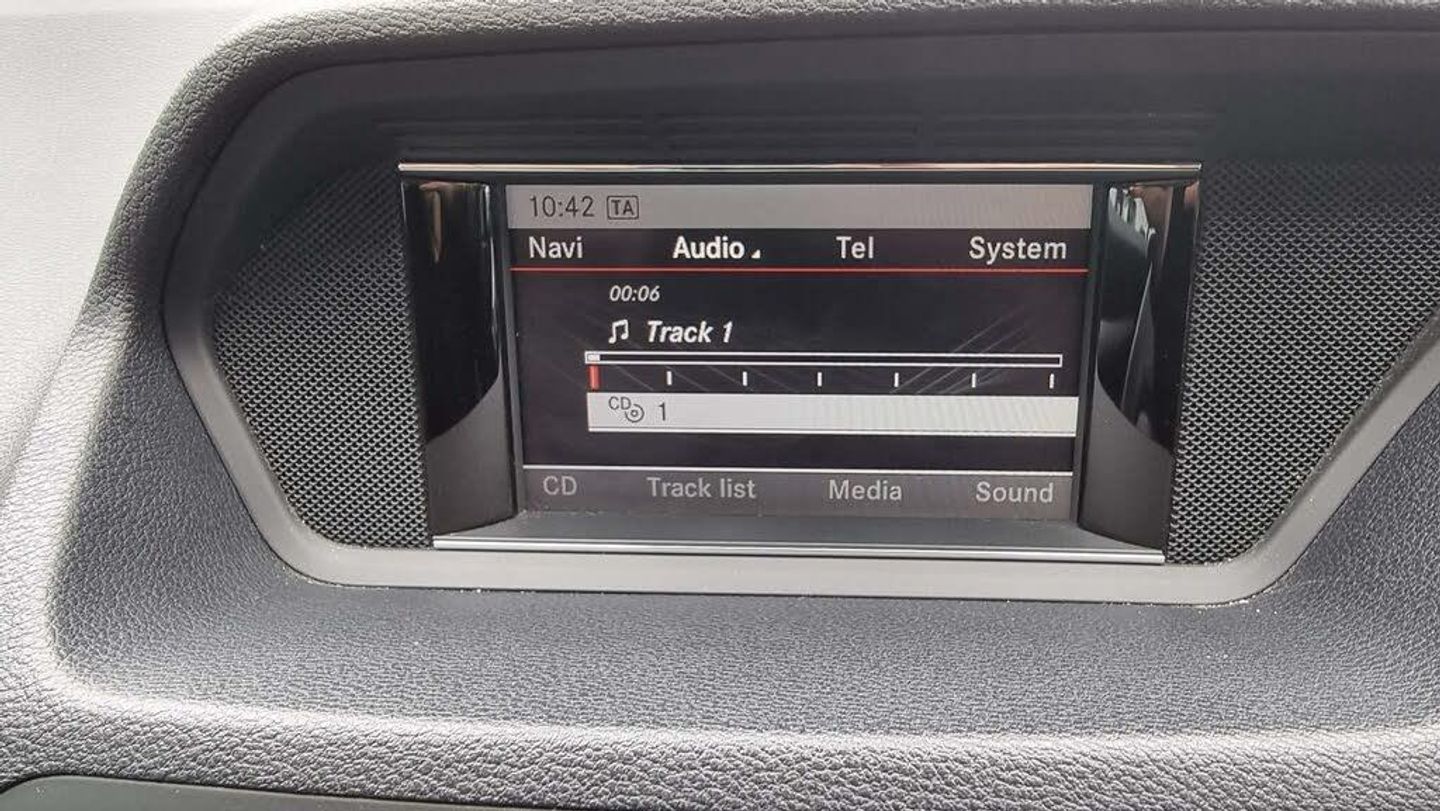 10:42 TA
Navi Audio Tel System
00:06
Track 1
CD 1
CD Track list Media Sound